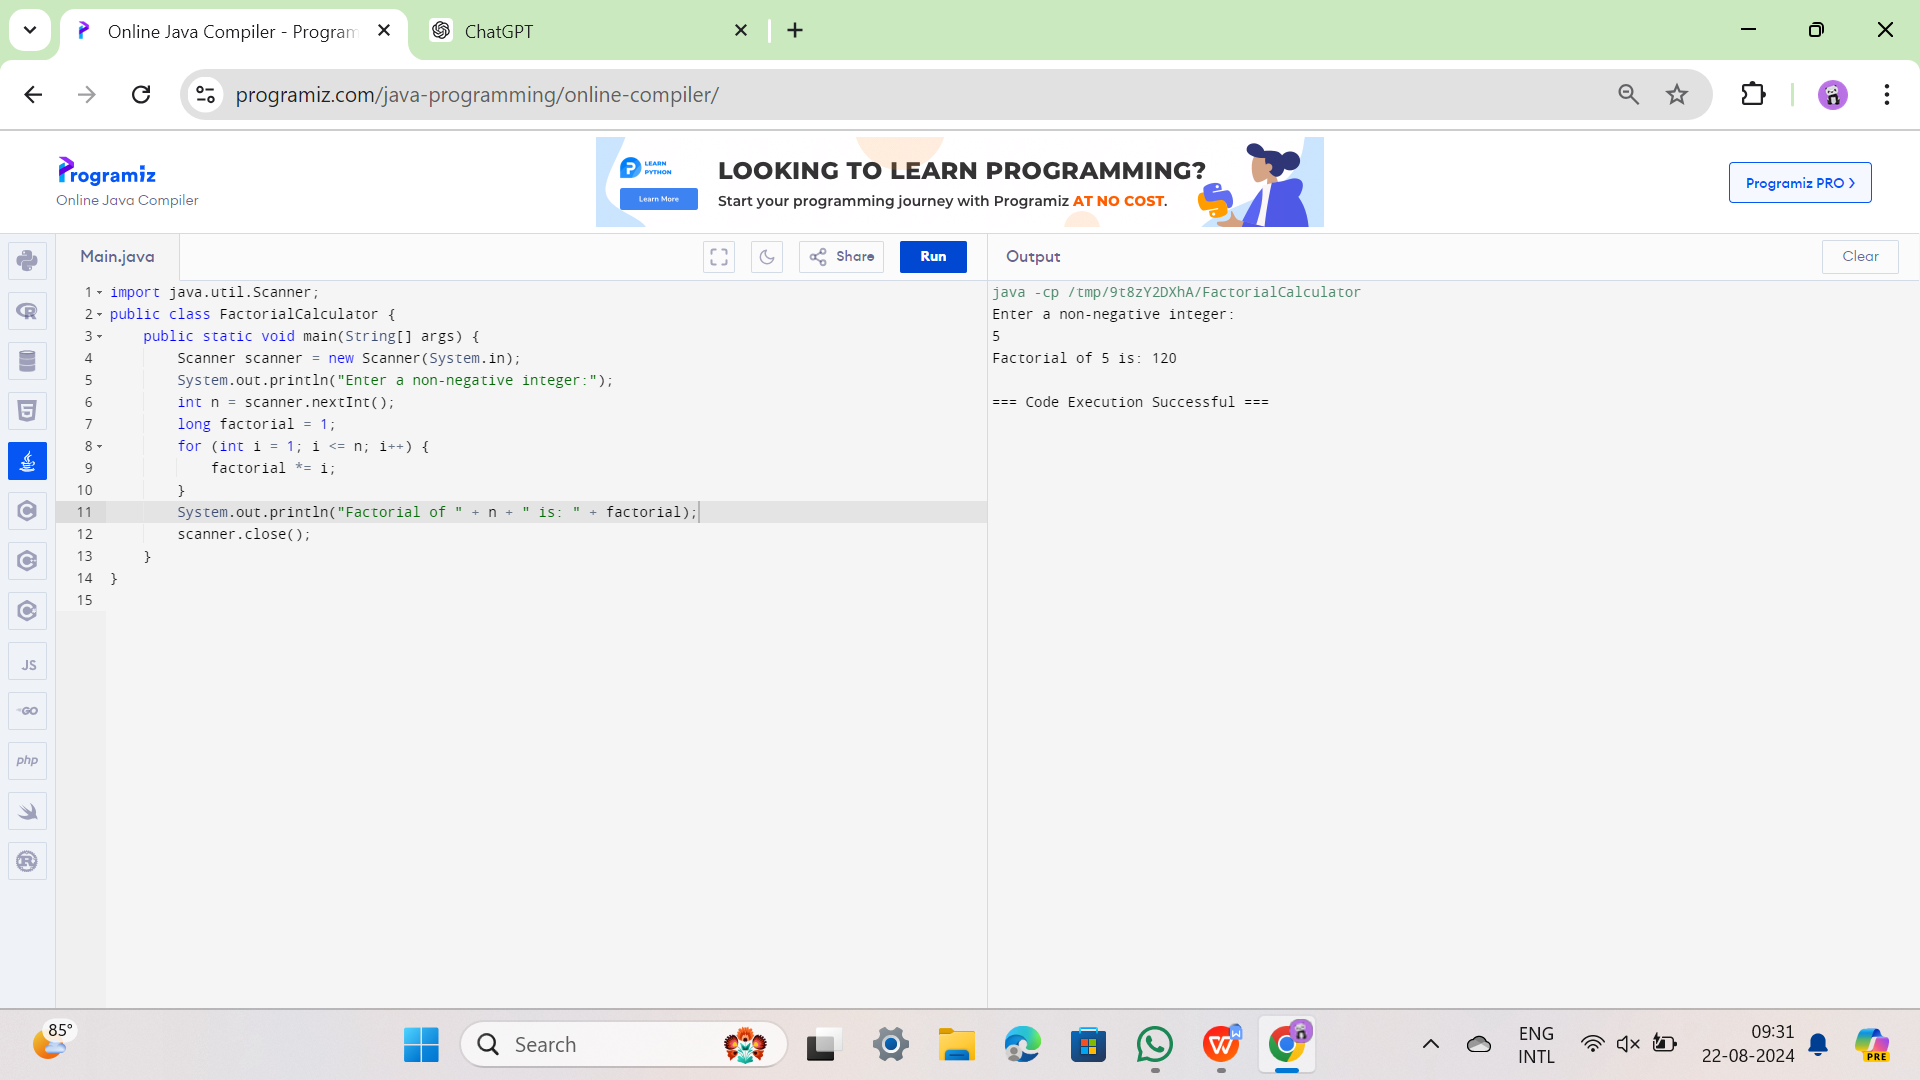 Online Java Compiler - Program
ChatGPT
programiz.com/java-programming/online-compiler/
Programiz
Online Java Compiler
LEARN
PYTHON
Learn More
LOOKING TO LEARN PROGRAMMING?
Start your programming journey with Programiz AT NO COST.
Programiz PRO
Main.java
Share
Run
Output
Clear
1 import java.util.Scanner;
2 public class FactorialCalculator {
3     public static void main(String[] args) {
4         Scanner scanner = new Scanner(System.in);
5         System.out.println("Enter a non-negative integer:");
6         int n = scanner.nextInt();
7         long factorial = 1;
8         for (int i = 1; i <= n; i++) {
9             factorial *= i;
10         }
11         System.out.println("Factorial of " + n + " is: " + factorial);
12         scanner.close();
13     }
14 }
15
java -cp /tmp/9t8zY2DXhA/FactorialCalculator
Enter a non-negative integer:
5
Factorial of 5 is: 120
=== Code Execution Successful ===
JS
GO
php
85°
Search
ENG
INTL
09:31
22-08-2024
PRE